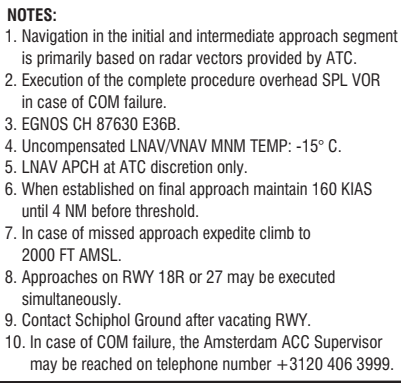 NOTES:
1. Navigation in the initial and intermediate approach segment
is primarily based on radar vectors provided by ATC.
2. Execution of the complete procedure overhead SPL VOR
in case of COM failure.
3. EGNOS CH 87630 E36B.
4. Uncompensated LNAV/VNAV MNM TEMP: -15° C.
5. LNAV APCH at ATC discretion only.
6. When established on final approach maintain 160 KIAS
until 4 NM before threshold.
7. In case of missed approach expedite climb to
2000 FT AMSL.
8. Approaches on RWY 18R or 27 may be executed
simultaneously.
9. Contact Schiphol Ground after vacating RWY.
10. In case of COM failure, the Amsterdam ACC Supervisor
may be reached on telephone number +3120 406 3999.